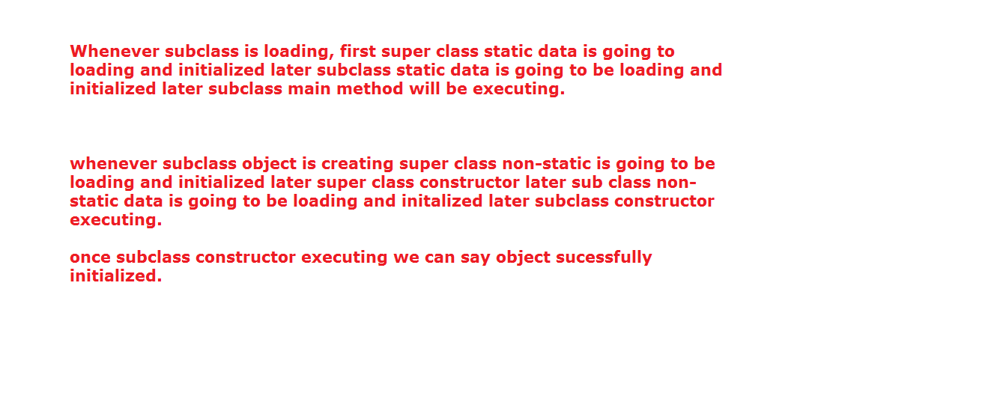 Whenever subclass is loading, first super class static data is going to
loading and initialized later subclass static data is going to be loading and
initialized later subclass main method will be executing.
whenever subclass object is creating super class non-static is going to be
loading and initialized later super class constructor later sub class non-
static data is going to be loading and initalized later subclass constructor
executing.
once subclass constructor executing we can say object sucessfully
initialized.